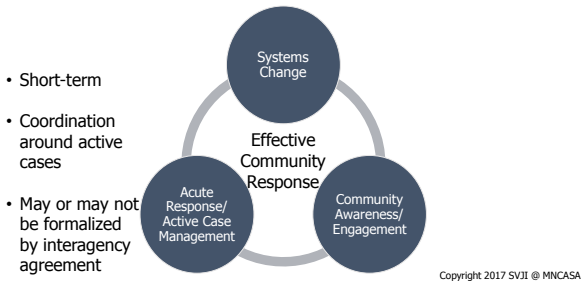 Systems
Change
• Short-term
• Coordination
around active
cases
• May or may not
be formalized
by interagency
agreement
Effective
Community
Response
Acute
Response/
Active Case
Management
Community
Awareness/
Engagement
Copyright 2017 SVJI @ MNCASA